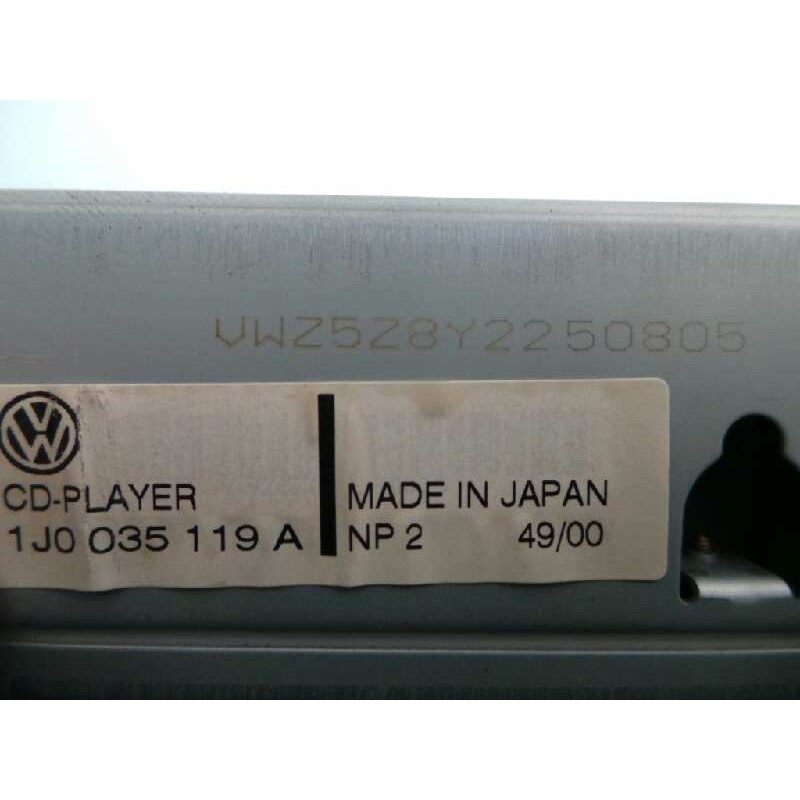 VWZ5Z8Y2250805
CD-PLAYER
1J0 035 119 A
MADE IN JAPAN
NP 2 49/00